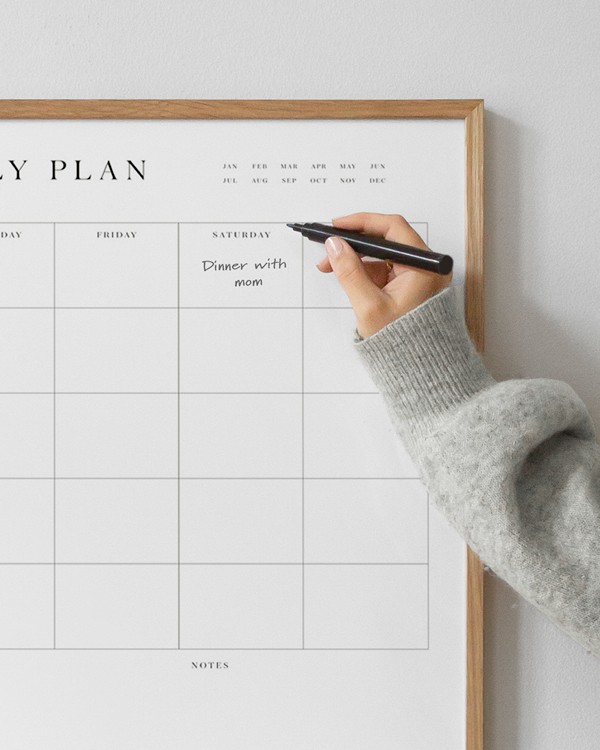 LY PLAN
JAN FEB MAR APR MAY JUN
JUL AUG SEP OCT NOV DEC
DAY FRIDAY SATURDAY
Dinner with
mom
NOTES